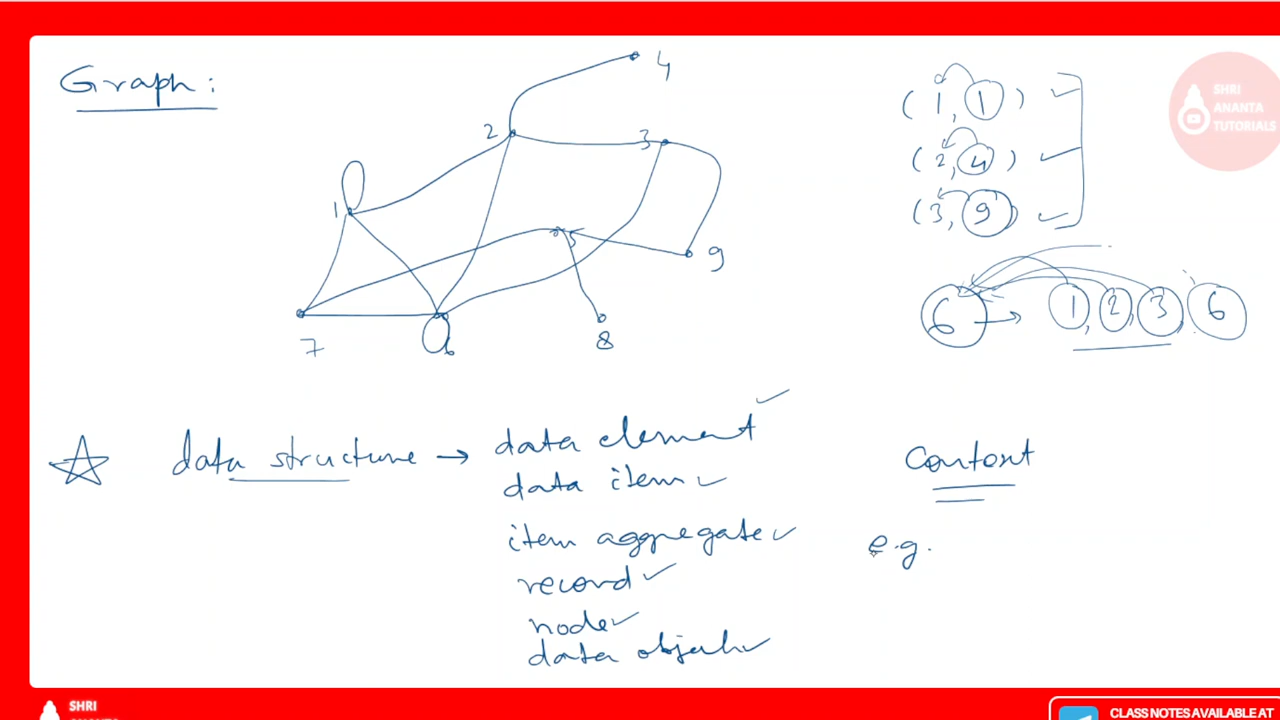 Graph:
4
2
3
1
5
9
7
6
8
(1, 1)
(2, 4)
(3, 9)
6 → 1, 2, 3, 6
SHRI
ANANTA
TUTORIALS
data structure → data element
data item
item aggregate
record
node
data object
Content
e.g.
SHRI
ANANTA
CLASS NOTES AVAILABLE AT